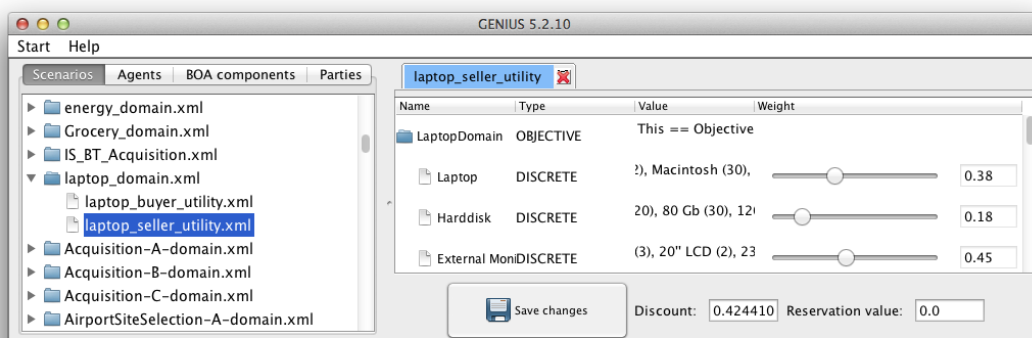 GENIUS 5.2.10
Start Help
Scenarios Agents BOA components Parties
energy_domain.xml
Grocery_domain.xml
IS_BT_Acquisition.xml
laptop_domain.xml
laptop_buyer_utility.xml
laptop_seller_utility.xml
Acquisition-A-domain.xml
Acquisition-B-domain.xml
Acquisition-C-domain.xml
AirportSiteSelection-A-domain.xml
laptop_seller_utility
Name Type Value Weight
LaptopDomain OBJECTIVE This == Objective
Laptop DISCRETE 2), Macintosh (30), 0.38
Harddisk DISCRETE 20), 80 Gb (30), 12 0.18
External Moni DISCRETE (3), 20" LCD (2), 23 0.45
Save changes Discount: 0.424410 Reservation value: 0.0